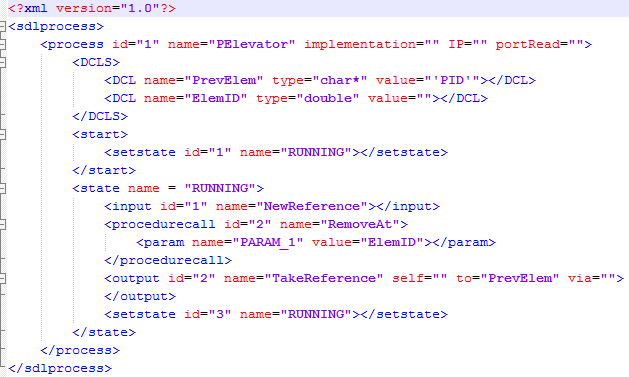 <?xml version="1.0"?>
<sdlprocess>
<process id="1" name="PElevator" implementation="" IP="" portRead="">
<DCLS>
<DCL name="PrevElem" type="char*" value="'PID'"></DCL>
<DCL name="ElemID" type="double" value=""></DCL>
</DCLS>
<start>
<setstate id="1" name="RUNNING"></setstate>
</start>
<state name = "RUNNING">
<input id="1" name="NewReference"></input>
<procedurecall id="2" name="RemoveAt">
<param name="PARAM_1" value="ElemID"></param>
</procedurecall>
<output id="2" name="TakeReference" self="" to="PrevElem" via="">
</output>
<setstate id="3" name="RUNNING"></setstate>
</state>
</process>
</sdlprocess>